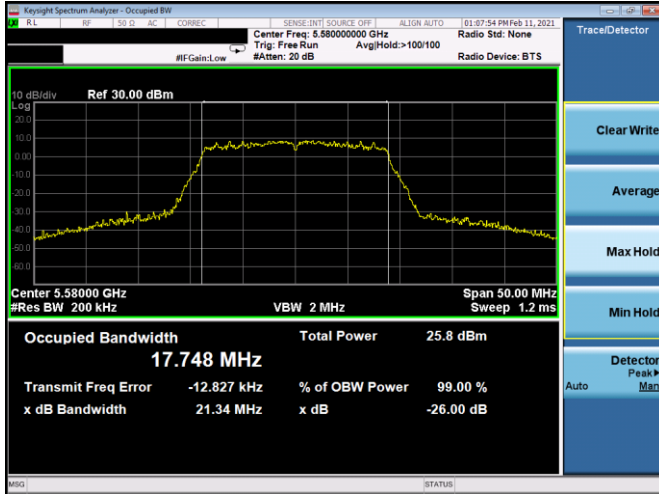 Keysight Spectrum Analyzer - Occupied BW
RL RF 50 Ω AC CORREC SENSE:INT SOURCE OFF ALIGN AUTO 01:07:54 PM Feb 11, 2021
Center Freq: 5.580000000 GHz Radio Std: None
Trig: Free Run Avg|Hold:>100/100
#IFGain:Low #Atten: 20 dB Radio Device: BTS
Trace/Detector
10 dB/div Ref 30.00 dBm
Log
20.0
10.0
0.00
-10.0
-20.0
-30.0
-40.0
-50.0
-60.0
Center 5.58000 GHz Span 50.00 MHz
#Res BW 200 kHz VBW 2 MHz Sweep 1.2 ms
Occupied Bandwidth Total Power 25.8 dBm
17.748 MHz
Transmit Freq Error -12.827 kHz % of OBW Power 99.00 %
x dB Bandwidth 21.34 MHz x dB -26.00 dB
Clear Write
Average
Max Hold
Min Hold
Detector
Peak▶
Auto Man
MSG STATUS